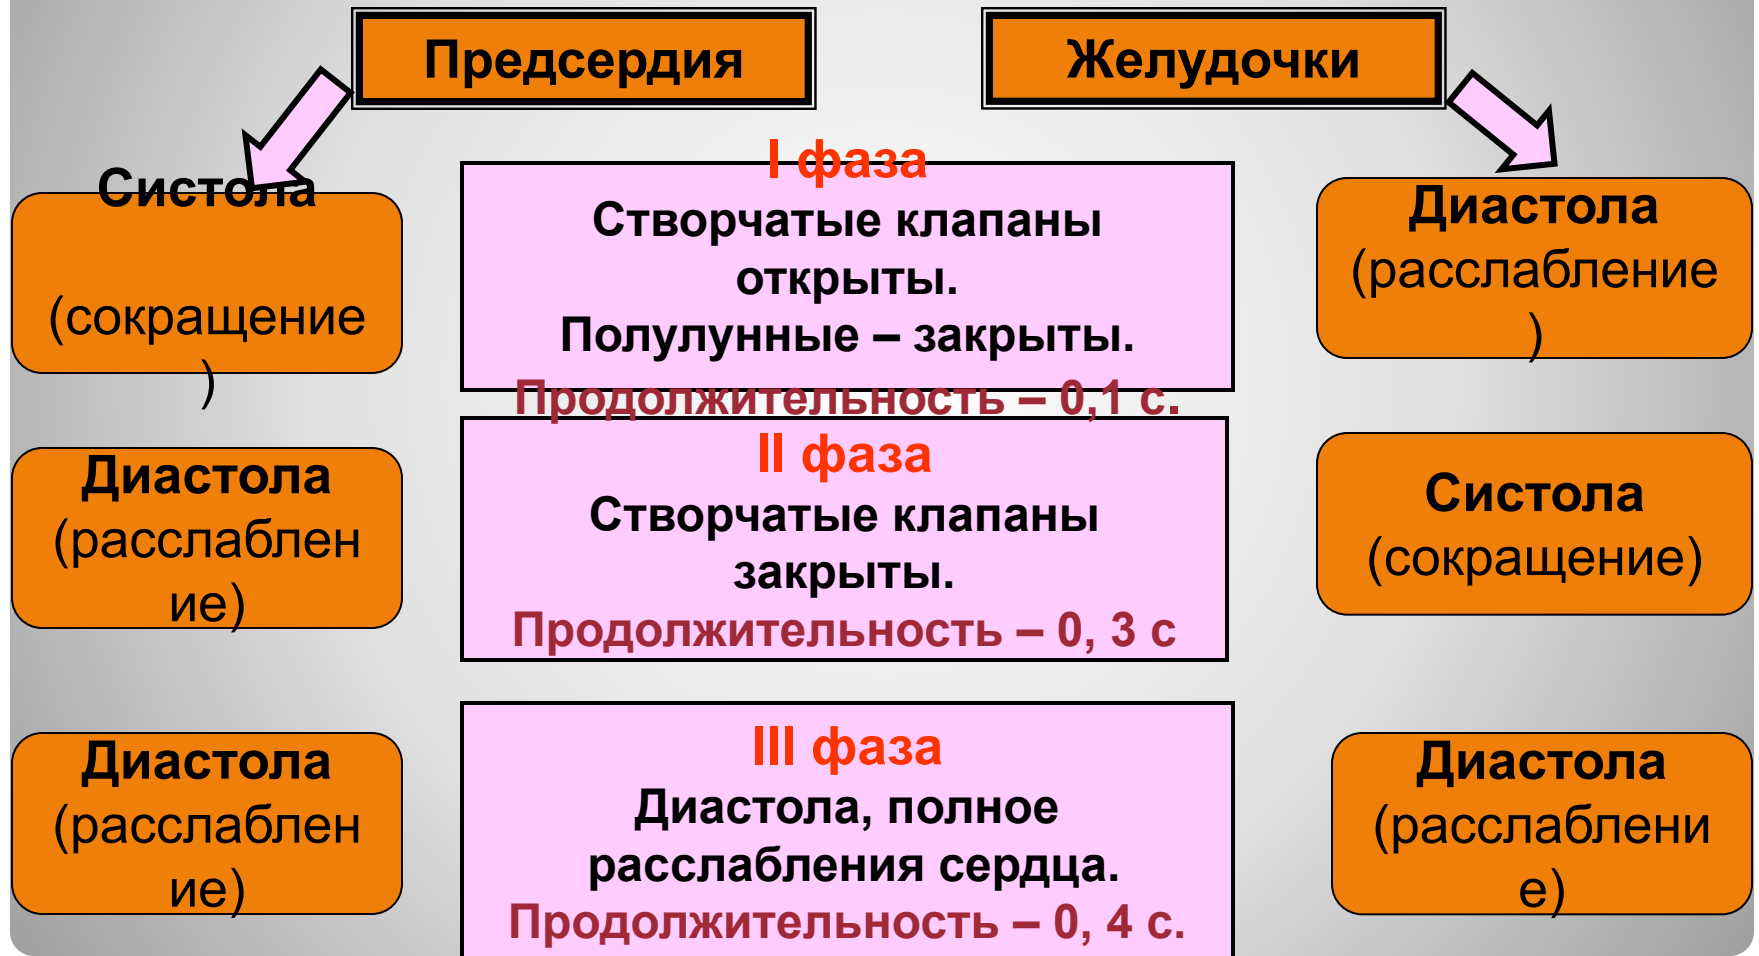 Предсердия
Желудочки
Систола
(сокращение
)
I фаза
Створчатые клапаны
открыты.
Полулунные – закрыты.
Продолжительность – 0,1 с.
Диастола
(расслабление
)
Диастола
(расслаблен
ие)
II фаза
Створчатые клапаны
закрыты.
Продолжительность – 0, 3 с
Систола
(сокращение)
Диастола
(расслаблен
ие)
III фаза
Диастола, полное
расслабления сердца.
Продолжительность – 0, 4 с.
Диастола
(расслаблени
е)